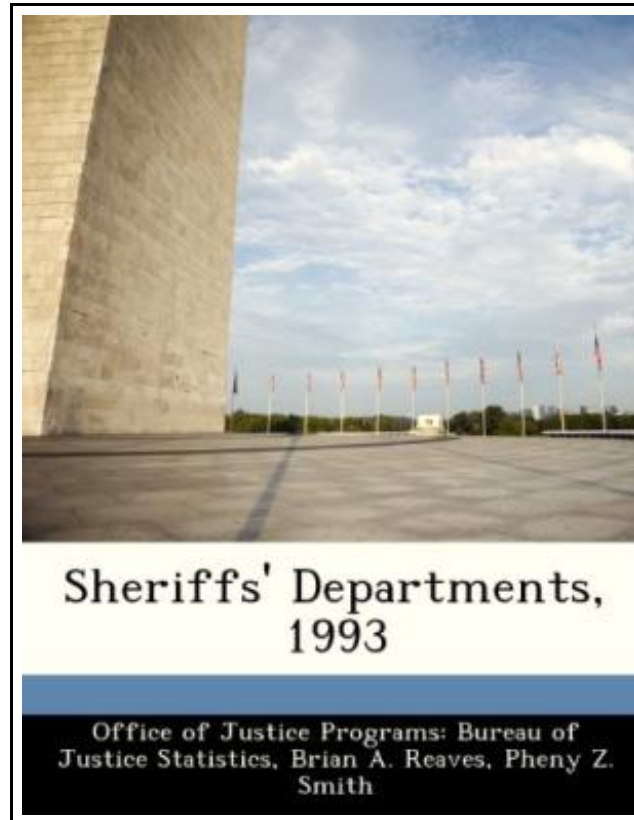 Sheriffs' Departments,
1993
Office of Justice Programs: Bureau of
Justice Statistics, Brian A. Reaves, Pheny Z.
Smith